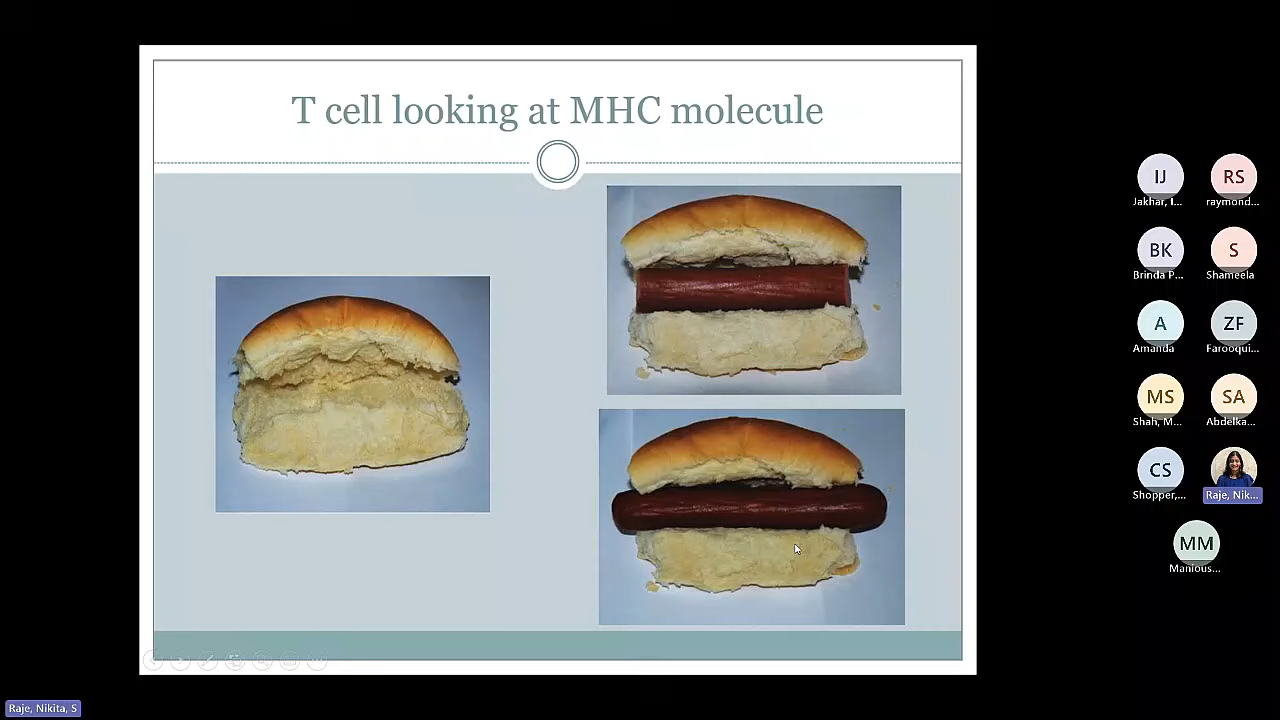 T cell looking at MHC molecule
IJ
RS
Jakhar, I...
raymond...
BK
S
Brinda P...
Shameela
A
ZF
Amanda
Farooqui...
MS
SA
Shah, M...
Abdelka...
CS
Shopper,...
Raje, Nik...
MM
Manious...
Raje, Nikita, S